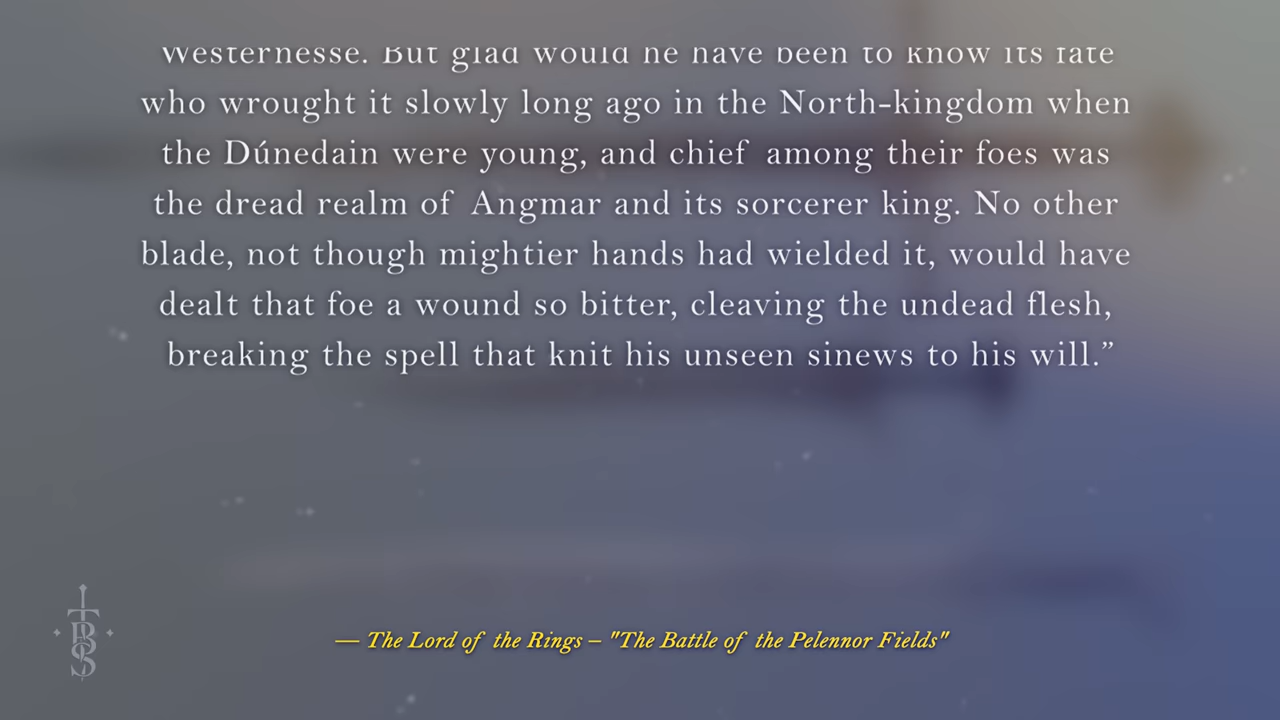 Westernesse. But glad would he have been to know its fate
who wrought it slowly long ago in the North-kingdom when
the Dúnedain were young, and chief among their foes was
the dread realm of Angmar and its sorcerer king. No other
blade, not though mightier hands had wielded it, would have
dealt that foe a wound so bitter, cleaving the undead flesh,
breaking the spell that knit his unseen sinews to his will.”
TBS
— The Lord of the Rings – "The Battle of the Pelennor Fields"